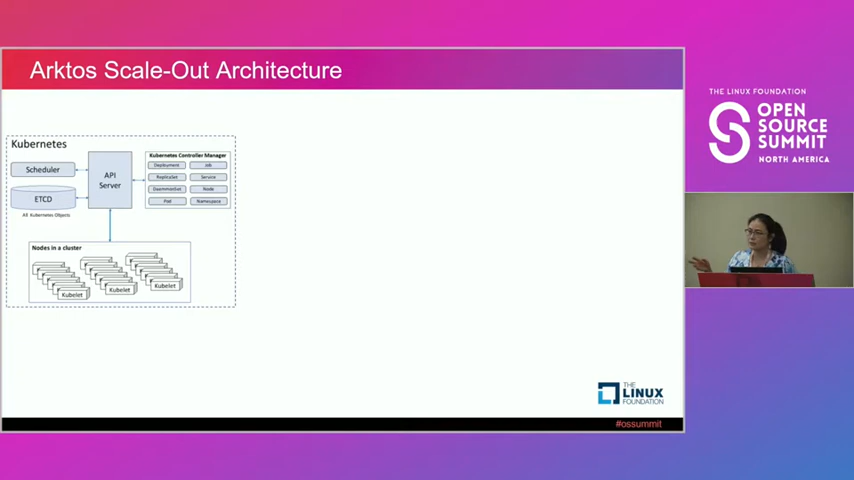 Arktos Scale-Out Architecture
Kubernetes
Scheduler
API
Server
ETCD
All Kubernetes Objects
Kubernetes Controller Manager
Deployment
Job
ReplicaSet
Service
DaemonSet
Node
Pod
Namespace
Nodes in a cluster
Kubelet
Kubelet
Kubelet
THE
LINUX
FOUNDATION
#ossummit
THE LINUX FOUNDATION
OPEN
SOURCE
SUMMIT
NORTH AMERICA